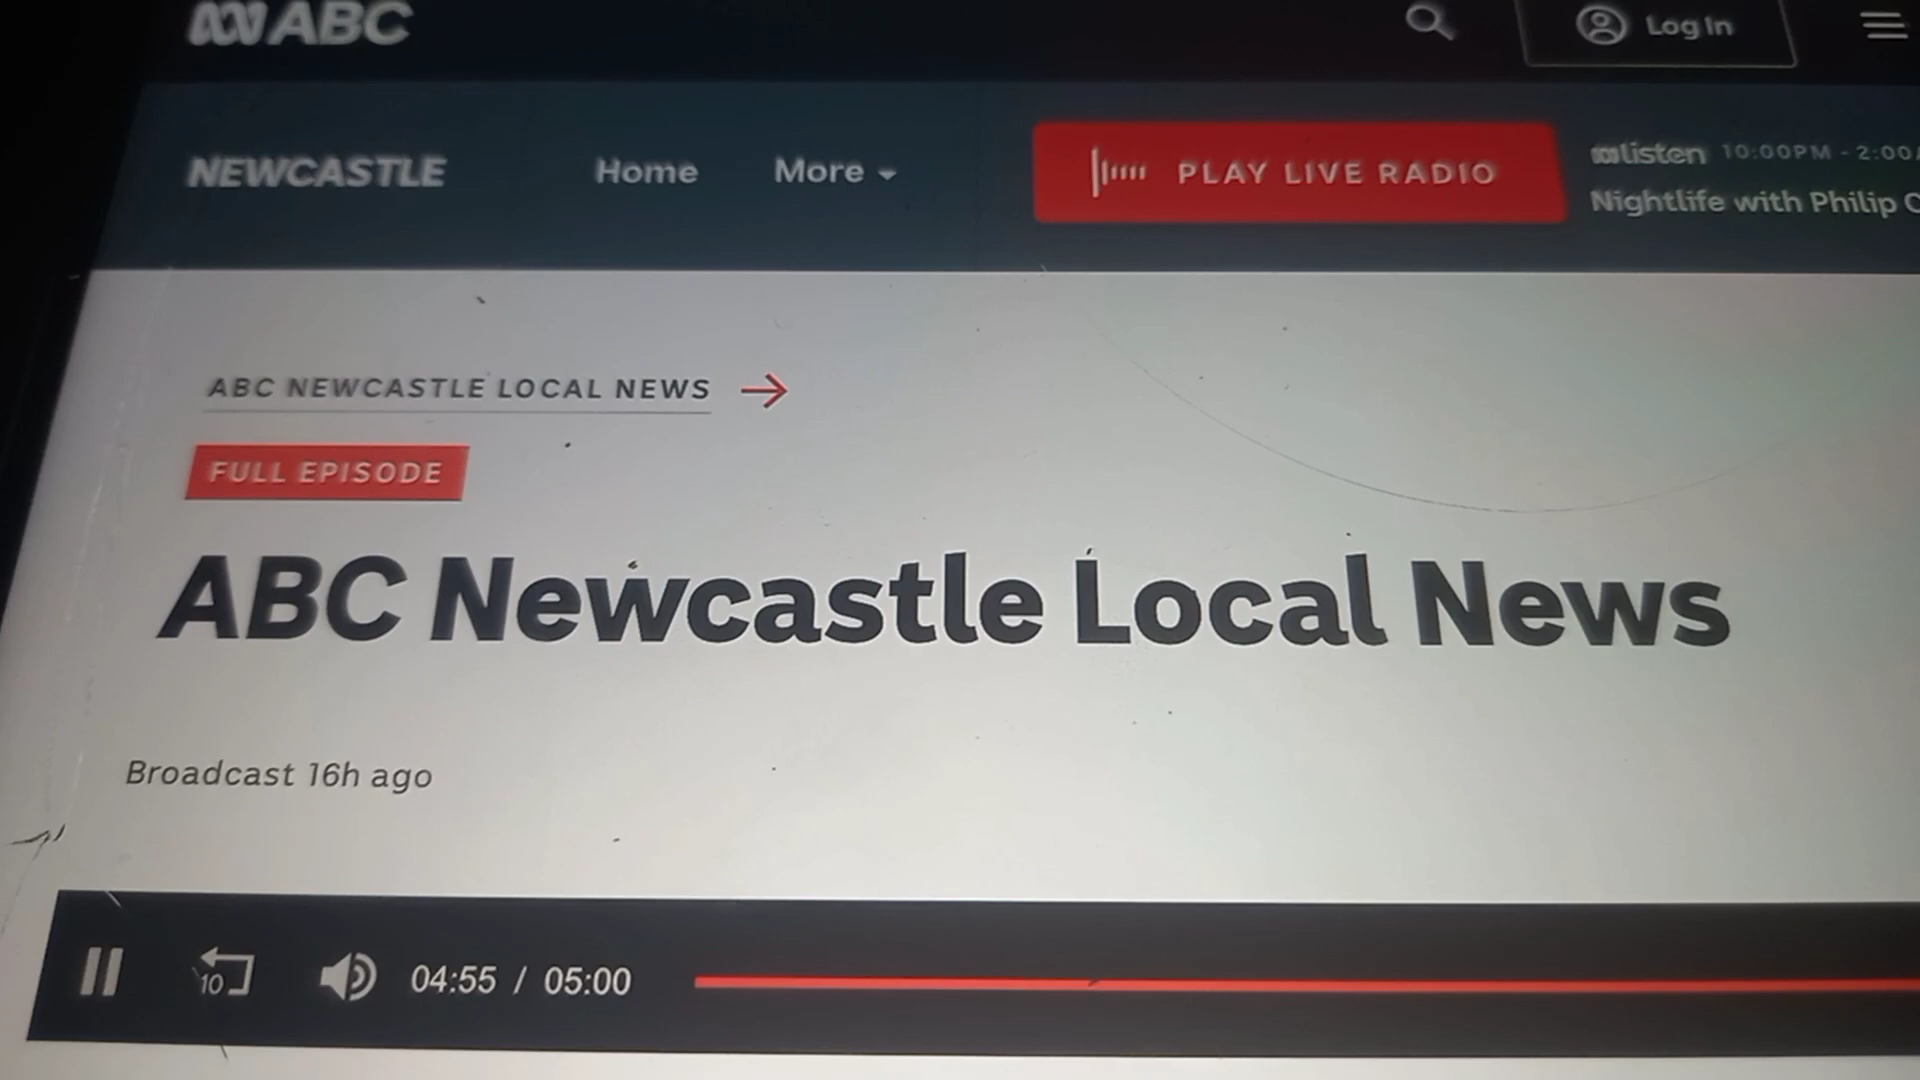 ABC
Log In
NEWCASTLE
Home
More
PLAY LIVE RADIO
listen 10:00PM - 2:00
Nightlife with Philip
ABC NEWCASTLE LOCAL NEWS
FULL EPISODE
ABC Newcastle Local News
Broadcast 16h ago
10
04:55 / 05:00